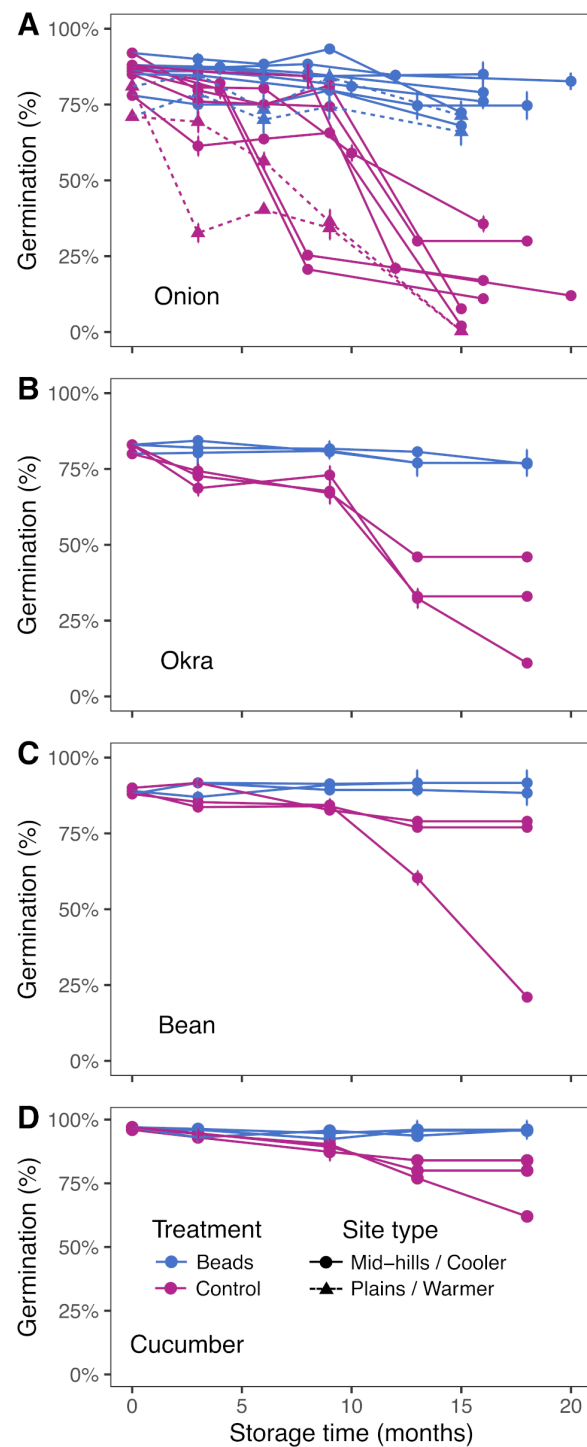 A
100%
75%
50%
25%
0%
Germination (%)
Onion
B
100%
75%
50%
25%
0%
Germination (%)
Okra
C
100%
75%
50%
25%
0%
Germination (%)
Bean
D
100%
75%
50%
25%
0%
Germination (%)
Treatment
Beads
Control
Site type
Mid−hills / Cooler
Plains / Warmer
Cucumber
0 5 10 15 20
Storage time (months)